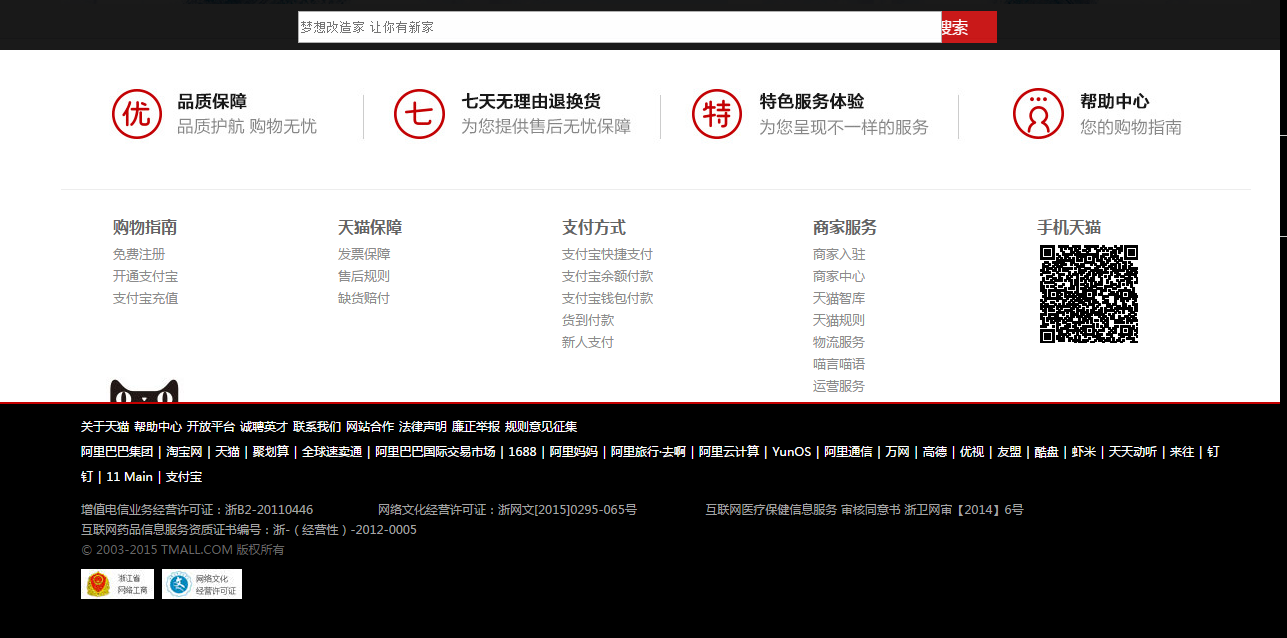 梦想改造家 让你有新家
搜索
优
品质保障
品质护航 购物无忧
七
七天无理由退换货
为您提供售后无忧保障
特
特色服务体验
为您呈现不一样的服务
帮助中心
您的购物指南
购物指南
免费注册
开通支付宝
支付宝充值
天猫保障
发票保障
售后规则
缺货赔付
支付方式
支付宝快捷支付
支付宝余额付款
支付宝钱包付款
货到付款
新人支付
商家服务
商家入驻
商家中心
天猫智库
天猫规则
物流服务
喵言喵语
运营服务
手机天猫
关于天猫 帮助中心 开放平台 诚聘英才 联系我们 网站合作 法律声明 廉正举报 规则意见征集
阿里巴巴集团 | 淘宝网 | 天猫 | 聚划算 | 全球速卖通 | 阿里巴巴国际交易市场 | 1688 | 阿里妈妈 | 阿里旅行·去啊 | 阿里云计算 | YunOS | 阿里通信 | 万网 | 高德 | 优视 | 友盟 | 酷盘 | 虾米 | 天天动听 | 来往 | 钉
钉 | 11 Main | 支付宝
增值电信业务经营许可证：浙B2-20110446 网络文化经营许可证：浙网文[2015]0295-065号 互联网医疗保健信息服务 审核同意书 浙卫网审【2014】6号
互联网药品信息服务资质证书编号：浙-（经营性）-2012-0005
© 2003-2015 TMALL.COM 版权所有
浙江省
网络工商
网络文化
经营许可证